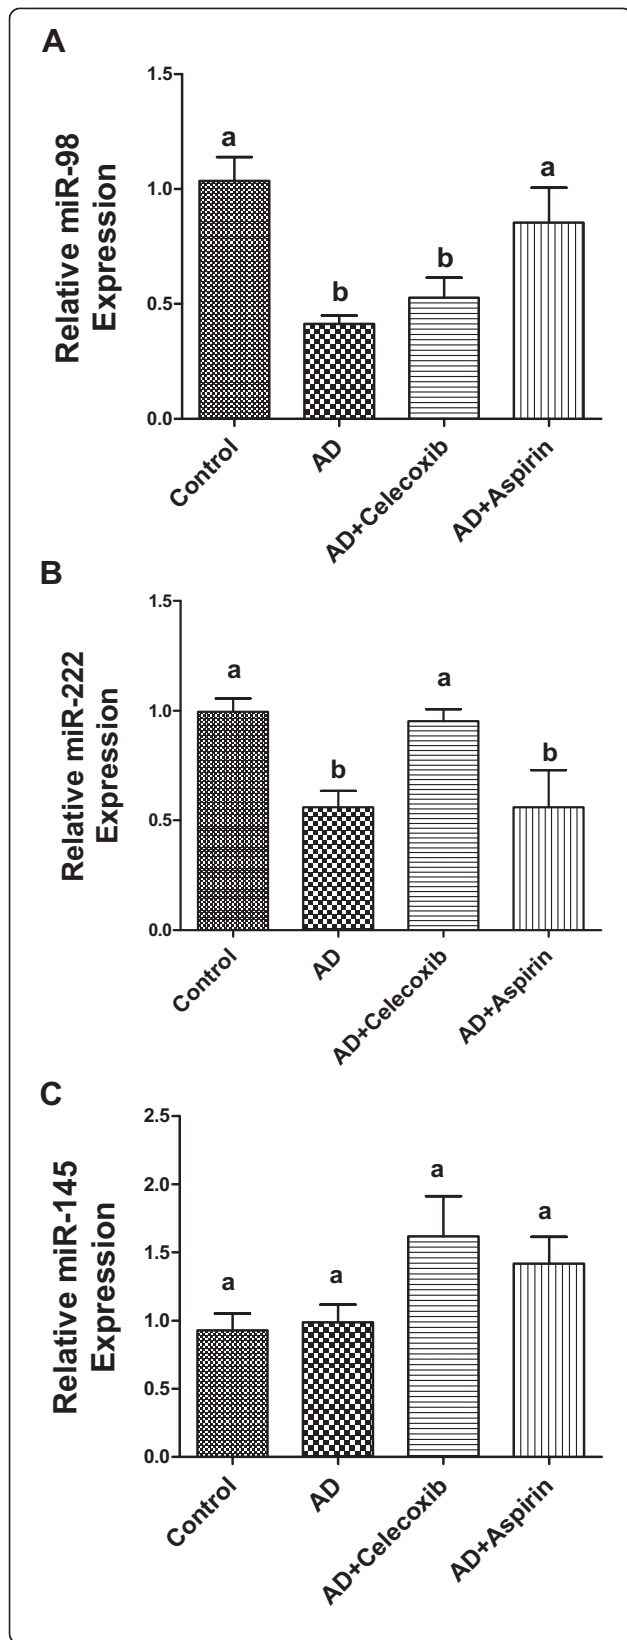 A
Relative miR-98
Expression
1.5
1.0
0.5
0.0
a
b
b
a
Control
AD
AD+Celecoxib
AD+Aspirin
B
Relative miR-222
Expression
1.5
1.0
0.5
0.0
a
b
a
b
Control
AD
AD+Celecoxib
AD+Aspirin
C
Relative miR-145
Expression
2.5
2.0
1.5
1.0
0.5
0.0
a
a
a
a
Control
AD
AD+Celecoxib
AD+Aspirin